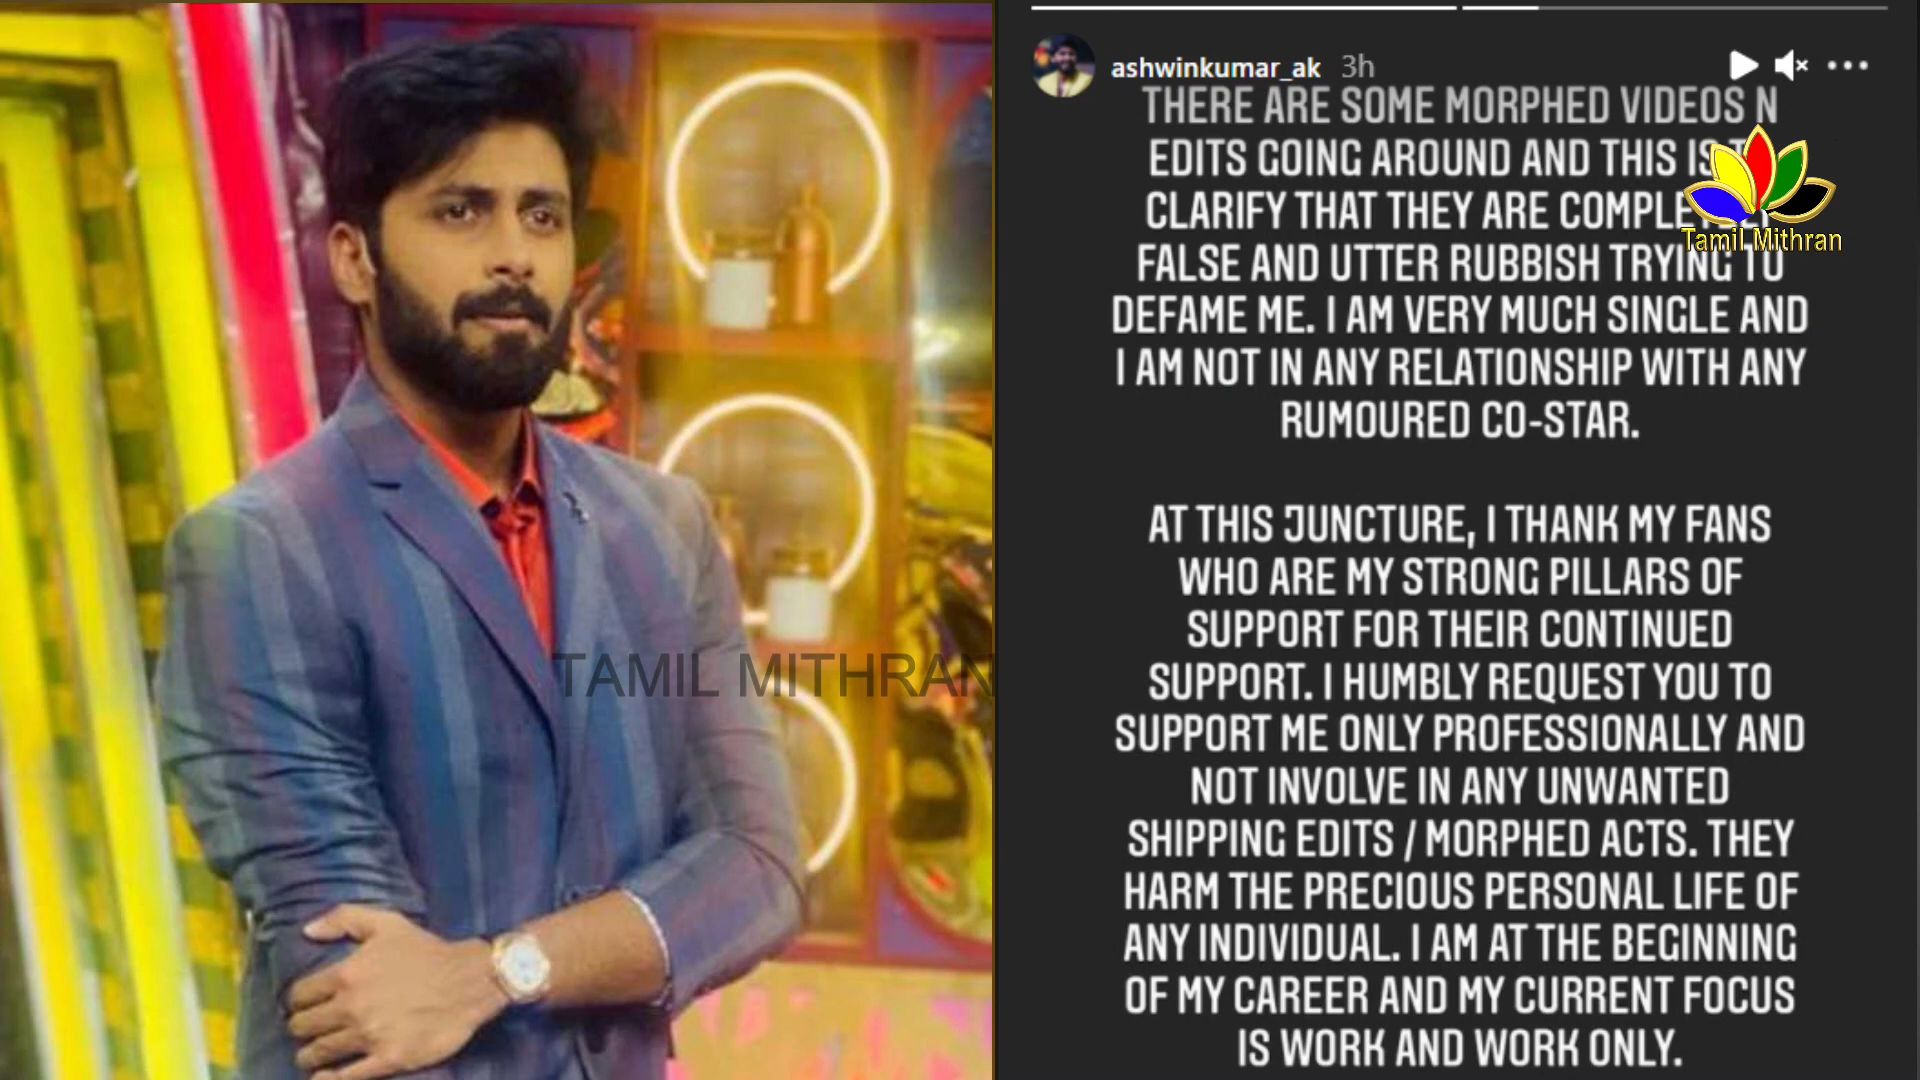 ashwinkumar_ak 3h
THERE ARE SOME MORPHED VIDEOS N
EDITS GOING AROUND AND THIS IS
CLARIFY THAT THEY ARE
FALSE AND UTTER RUBBISH TRYING TO
DEFAME ME. I AM VERY MUCH SINGLE AND
I AM NOT IN ANY RELATIONSHIP WITH ANY
RUMOURED CO-STAR.
AT THIS JUNCTURE, I THANK MY FANS
WHO ARE MY STRONG PILLARS OF
SUPPORT FOR THEIR CONTINUED
SUPPORT. I HUMBLY REQUEST YOU TO
SUPPORT ME ONLY PROFESSIONALLY AND
NOT INVOLVE IN ANY UNWANTED
SHIPPING EDITS / MORPHED ACTS. THEY
HARM THE PRECIOUS PERSONAL LIFE OF
ANY INDIVIDUAL. I AM AT THE BEGINNING
OF MY CAREER AND MY CURRENT FOCUS
IS WORK AND WORK ONLY.
Tamil Mithran
TAMIL MITHRAN